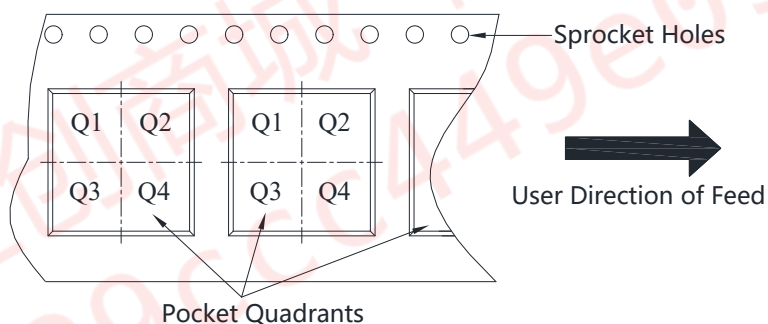 Sprocket Holes
Q1 Q2 Q1 Q2
Q3 Q4 Q3 Q4
User Direction of Feed
Pocket Quadrants